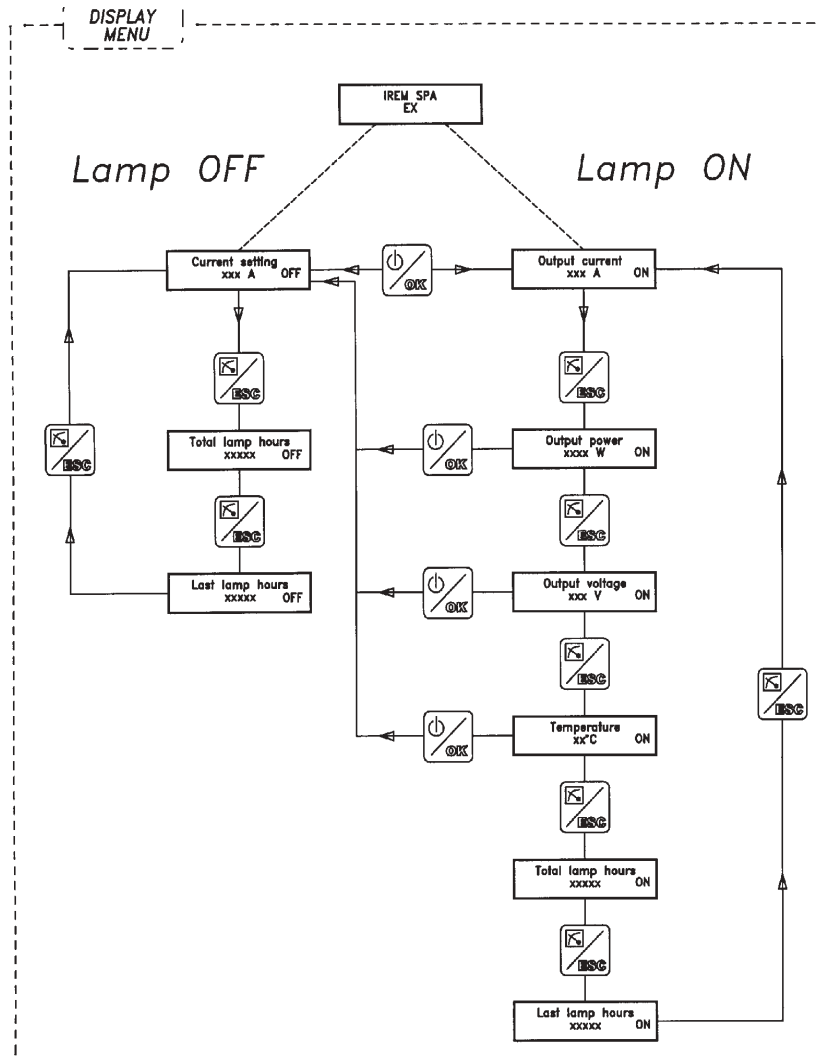 DISPLAY
MENU
IREM SPA
EX
Lamp OFF
Lamp ON
Current setting
xxx A OFF
OK
Output current
xxx A ON
ESC
ESC
ESC
Total lamp hours
xxxxx OFF
OK
Output power
xxxx W ON
ESC
ESC
Last lamp hours
xxxxx OFF
OK
Output voltage
xxx V ON
ESC
ESC
OK
Temperature
xx°C ON
ESC
Total lamp hours
xxxxx ON
ESC
Last lamp hours
xxxxx ON